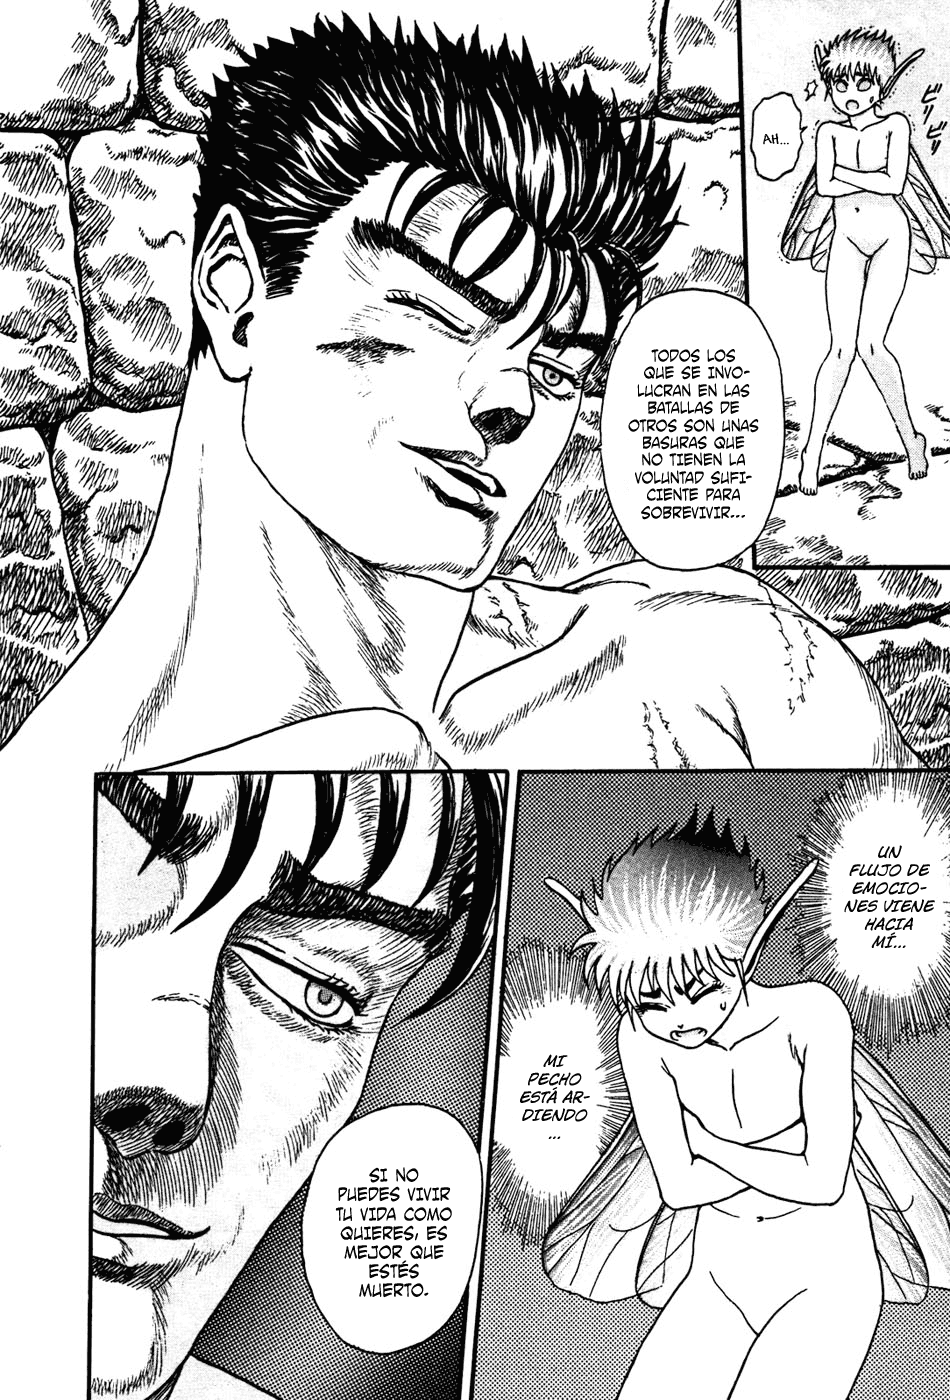 AH...
ビリ
ビリ
TODOS LOS
QUE SE INVO-
LUCRAN EN LAS
BATALLAS DE
OTROS SON UNAS
BASURAS QUE
NO TIENEN LA
VOLUNTAD SUFI-
CIENTE PARA
SOBREVIVIR...
UN
FLUJO DE
EMOCIO-
NES VIENE
HACIA
MÍ...
MI
PECHO
ESTÁ AR-
DIENDO
...
SI NO
PUEDES VIVIR
TU VIDA COMO
QUIERES, ES
MEJOR QUE
ESTÉS
MUERTO.